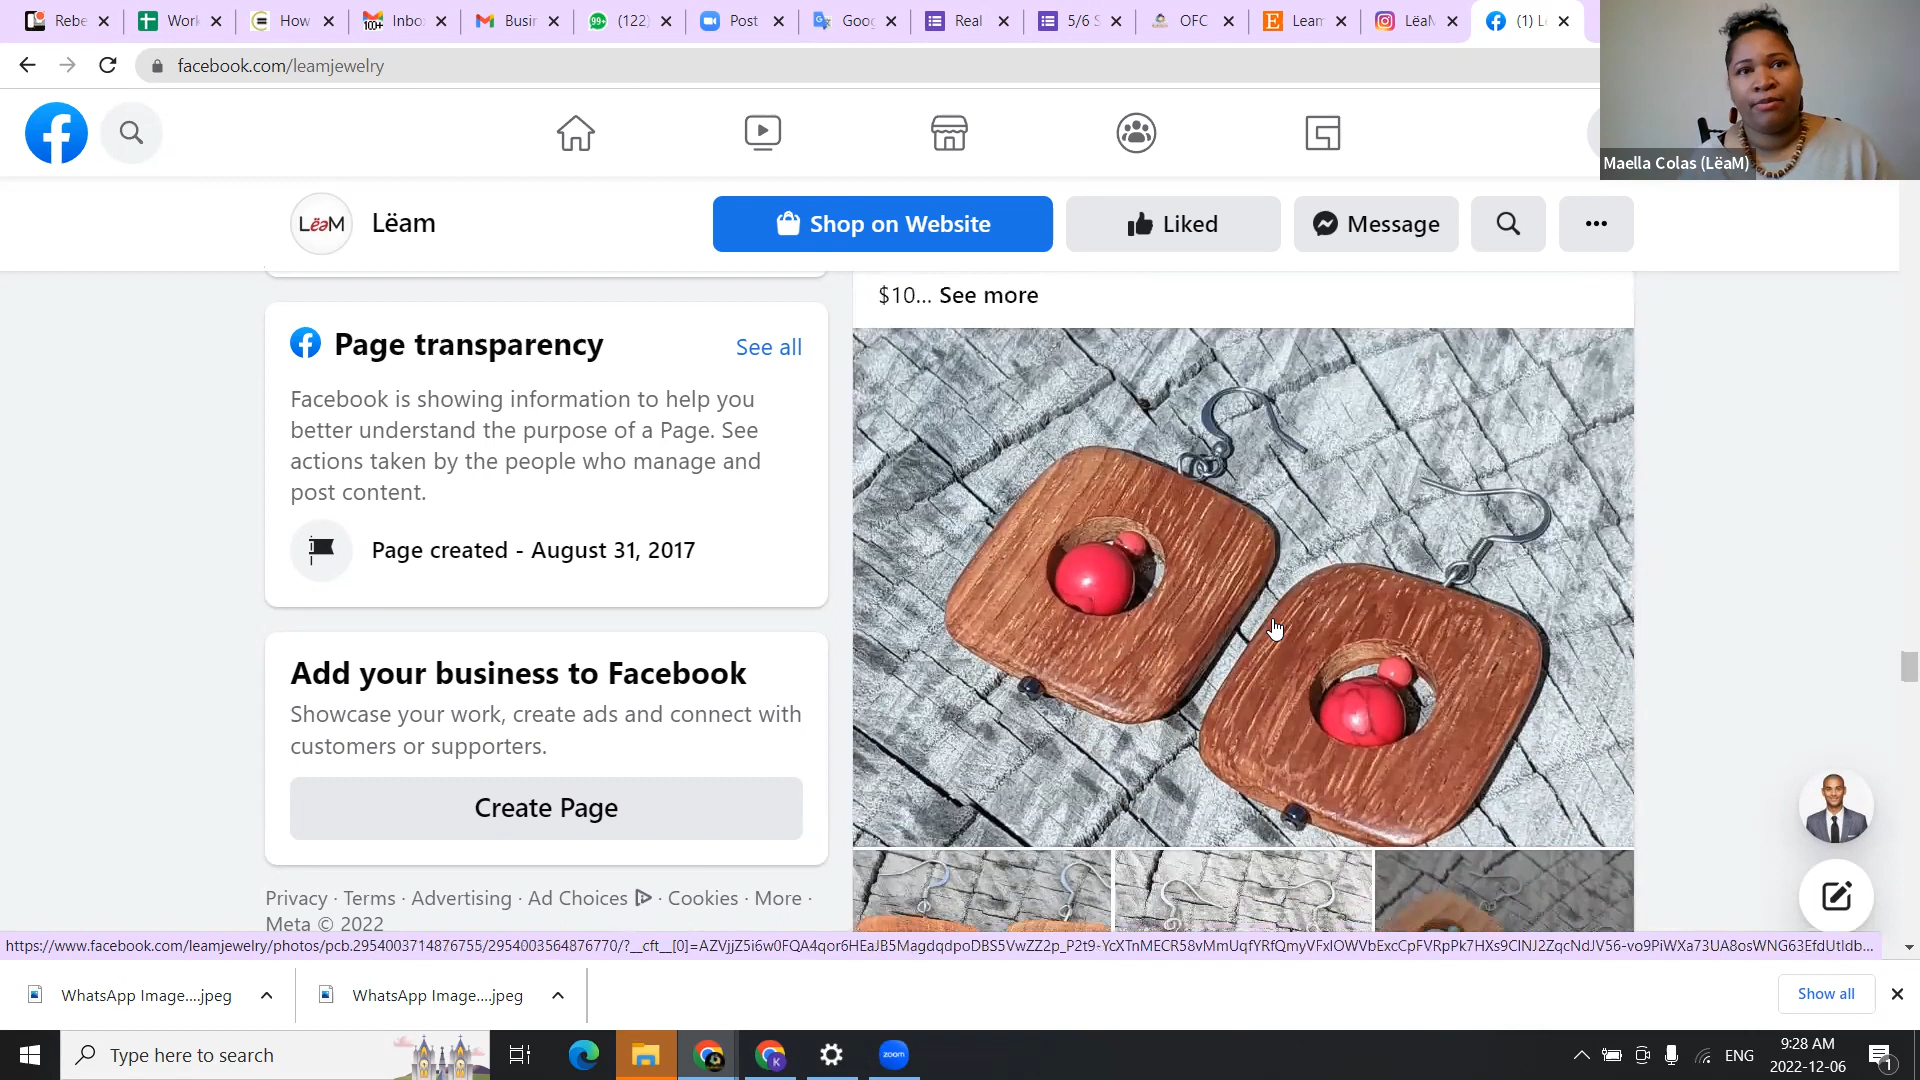 Rebe
Work
How
Inbo
Busir
(122)
Post
Goog
Real
5/6 S
OFC
Leam
LëaM
(1) L
facebook.com/leamjewelry
Maella Colas (LëaM)
LëaM
Lëam
Shop on Website
Liked
Message
$10... See more
Page transparency
See all
Facebook is showing information to help you
better understand the purpose of a Page. See
actions taken by the people who manage and
post content.
Page created - August 31, 2017
Add your business to Facebook
Showcase your work, create ads and connect with
customers or supporters.
Create Page
Privacy · Terms · Advertising · Ad Choices · Cookies · More ·
Meta © 2022
WhatsApp Image....jpeg
WhatsApp Image....jpeg
Show all
Type here to search
zoom
ENG
9:28 AM
2022-12-06
1